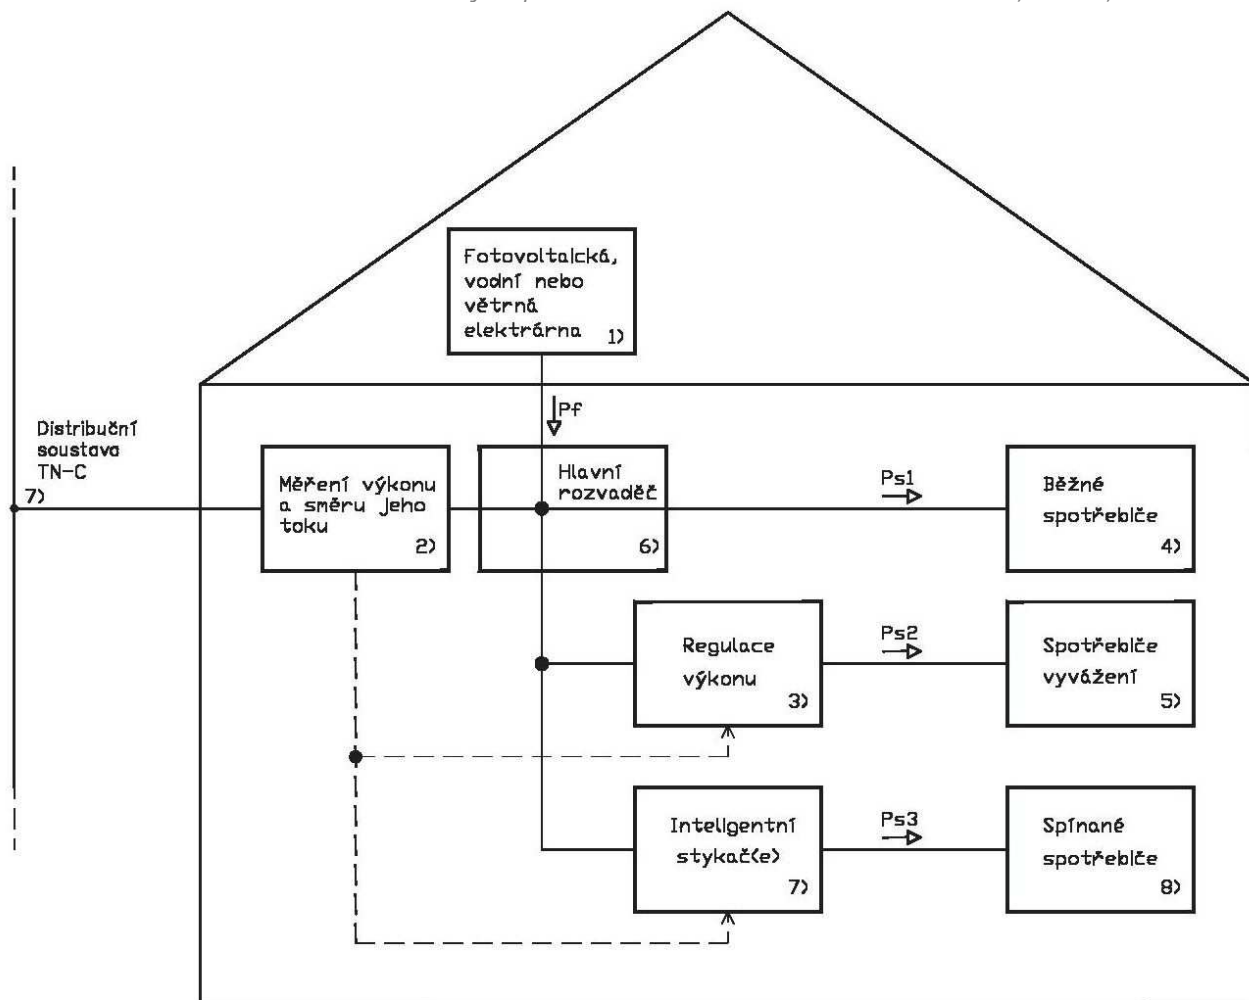 Fotovoltaická,
vodní nebo
větrná
elektrárna
1)
Pf
Distribuční
soustava
TN-C
7)
Měření výkonu
a směru jeho
toku
2)
Hlavní
rozvaděč
6)
Ps1
Běžné
spotřebiče
4)
Regulace
výkonu
3)
Ps2
Spotřebiče
vyvážení
5)
Inteligentní
stykač(e)
7)
Ps3
Spínané
spotřebiče
8)